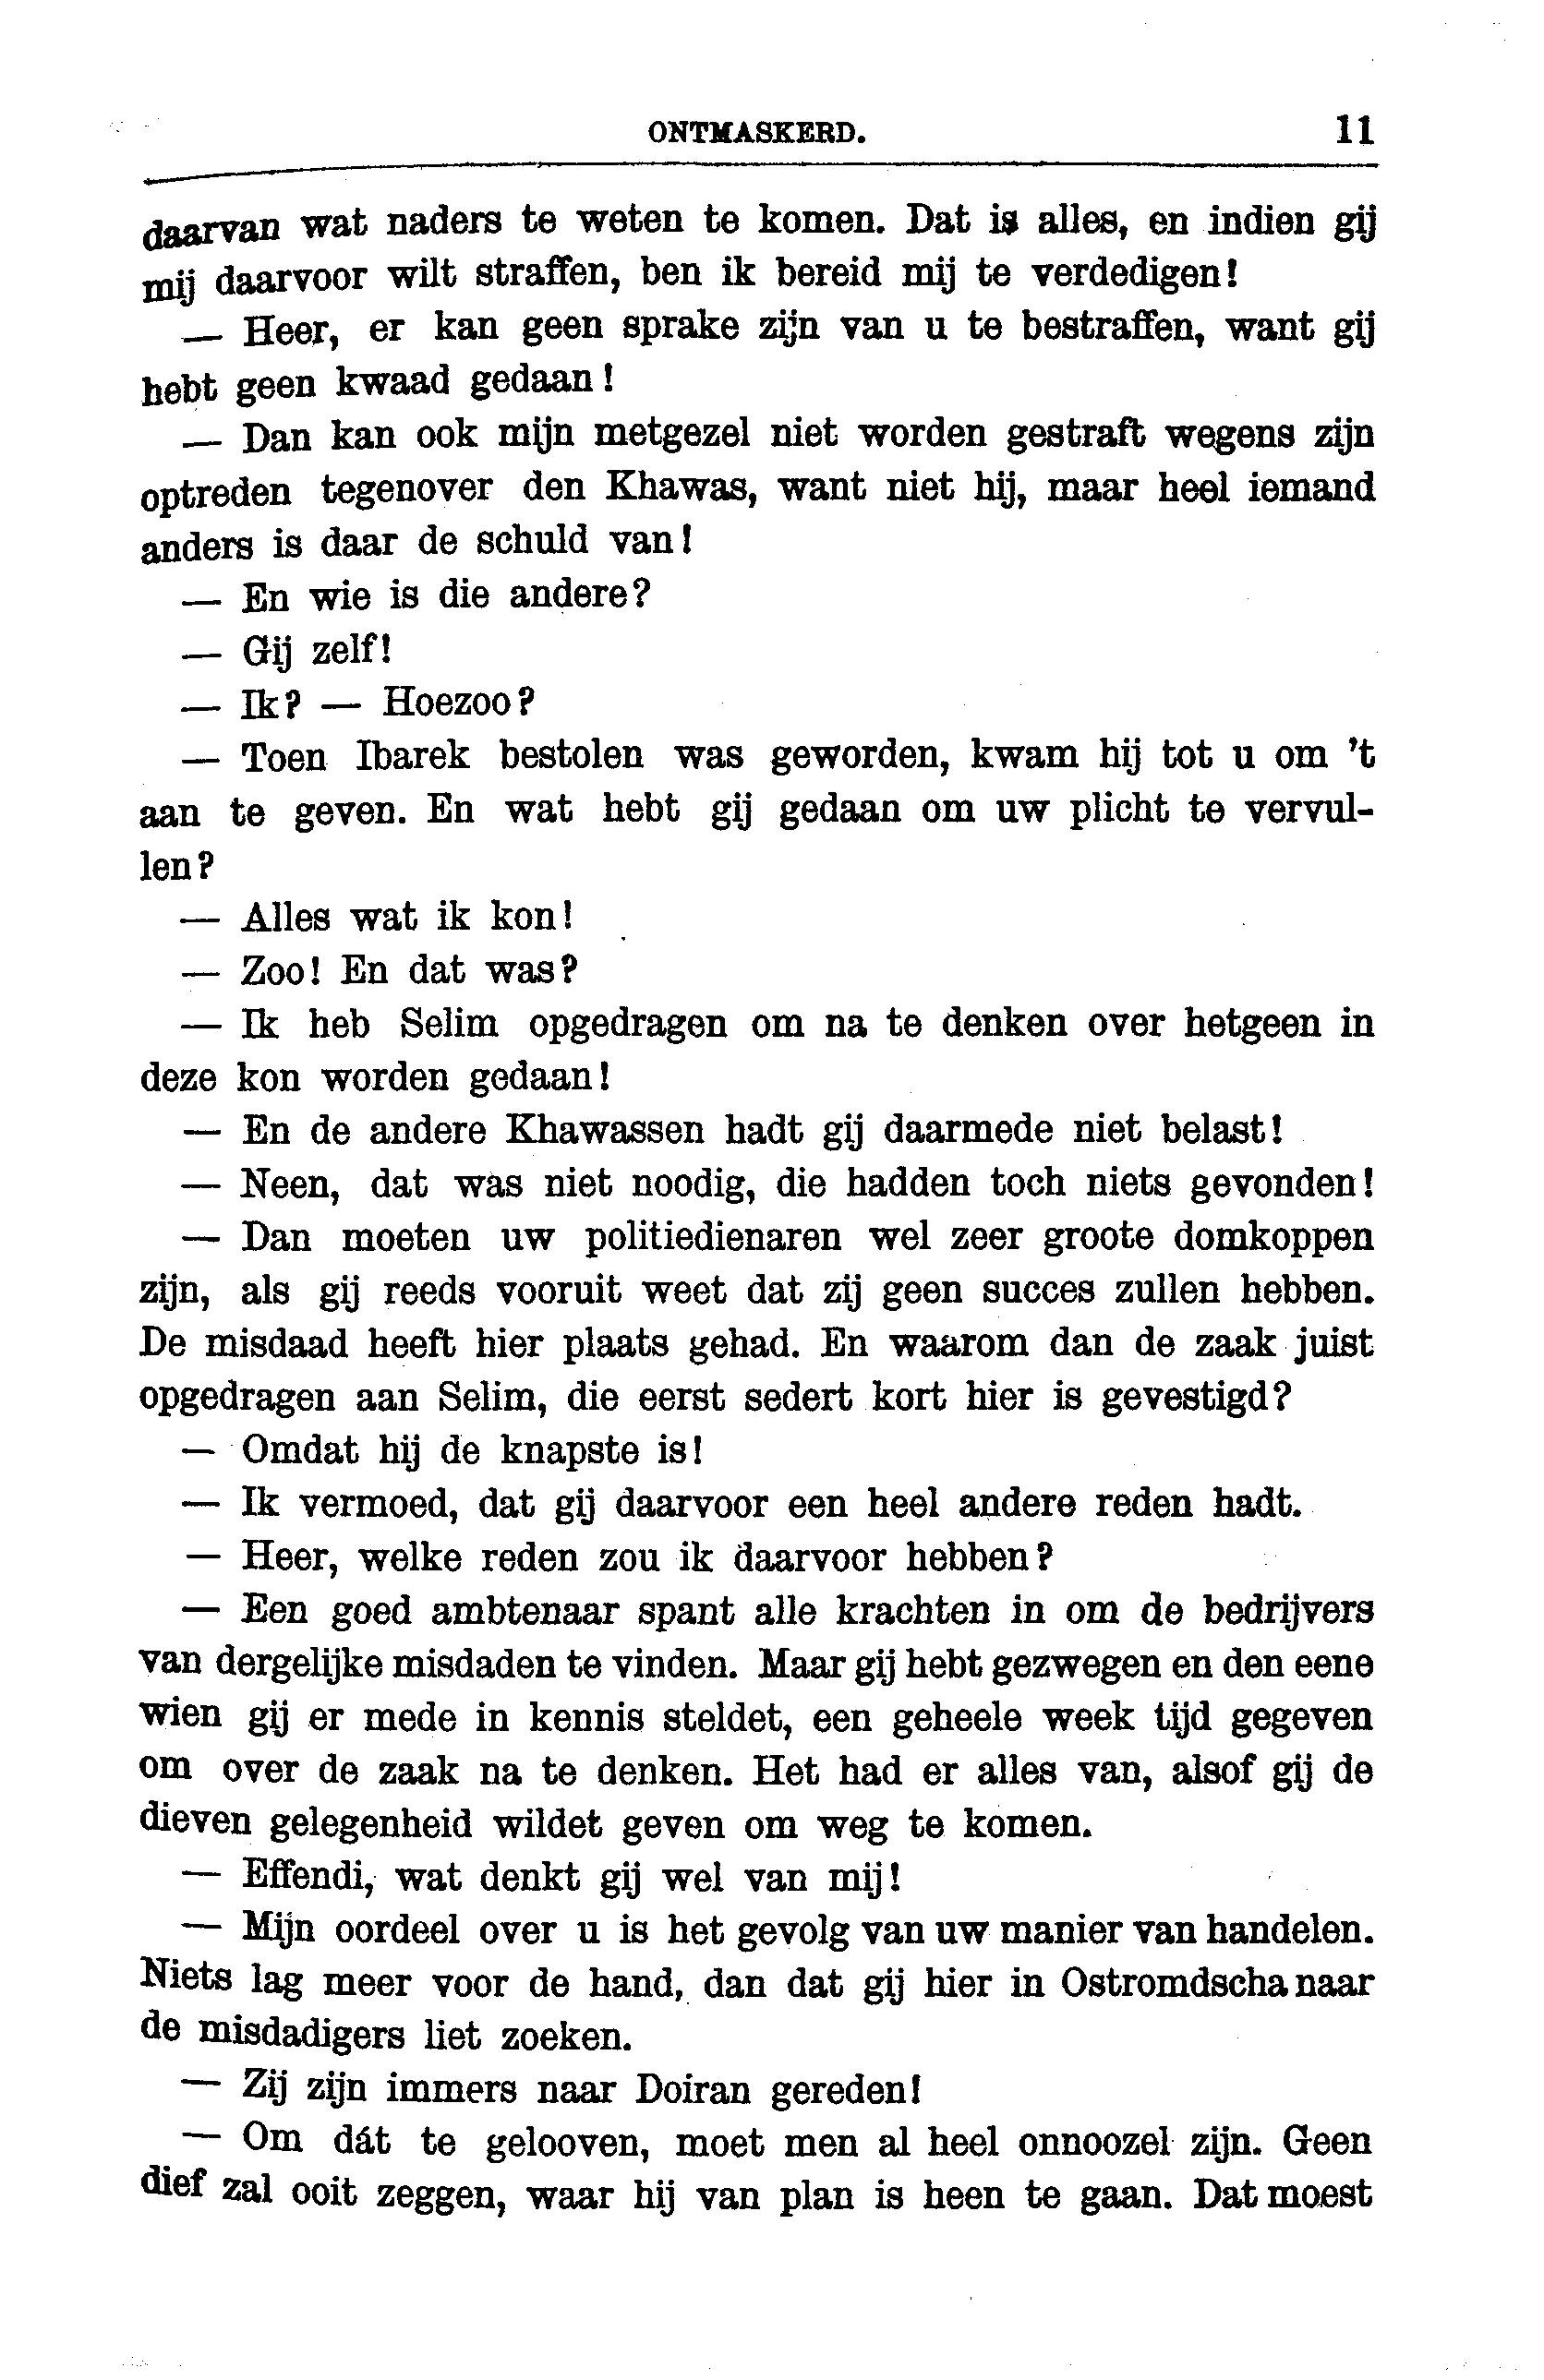 ONTMASKERD. 11
daarvan wat naders te weten te komen. Dat is alles, en indien gij
mij daarvoor wilt straffen, ben ik bereid mij te verdedigen!
— Heer, er kan geen sprake zijn van u te bestraffen, want gij
hebt geen kwaad gedaan!
— Dan kan ook mijn metgezel niet worden gestraft wegens zijn
optreden tegenover den Khawas, want niet hij, maar heel iemand
anders is daar de schuld van!
— En wie is die andere?
— Gij zelf!
— Ik? — Hoezoo?
— Toen Ibarek bestolen was geworden, kwam hij tot u om 't
aan te geven. En wat hebt gij gedaan om uw plicht te vervul-
len?
— Alles wat ik kon!
— Zoo! En dat was?
— Ik heb Selim opgedragen om na te denken over hetgeen in
deze kon worden gedaan!
— En de andere Khawassen hadt gij daarmede niet belast!
— Neen, dat was niet noodig, die hadden toch niets gevonden!
— Dan moeten uw politiedienaren wel zeer groote domkoppen
zijn, als gij reeds vooruit weet dat zij geen succes zullen hebben.
De misdaad heeft hier plaats gehad. En waarom dan de zaak juist
opgedragen aan Selim, die eerst sedert kort hier is gevestigd?
— Omdat hij de knapste is!
— Ik vermoed, dat gij daarvoor een heel andere reden hadt.
— Heer, welke reden zou ik daarvoor hebben?
— Een goed ambtenaar spant alle krachten in om de bedrijvers
van dergelijke misdaden te vinden. Maar gij hebt gezwegen en den eene
wien gij er mede in kennis steldet, een geheele week tijd gegeven
om over de zaak na te denken. Het had er alles van, alsof gij de
dieven gelegenheid wildet geven om weg te komen.
— Effendi, wat denkt gij wel van mij!
— Mijn oordeel over u is het gevolg van uw manier van handelen.
Niets lag meer voor de hand, dan dat gij hier in Ostromdscha naar
de misdadigers liet zoeken.
— Zij zijn immers naar Doiran gereden!
— Om dát te gelooven, moet men al heel onnoozel zijn. Geen
dief zal ooit zeggen, waar hij van plan is heen te gaan. Dat moest